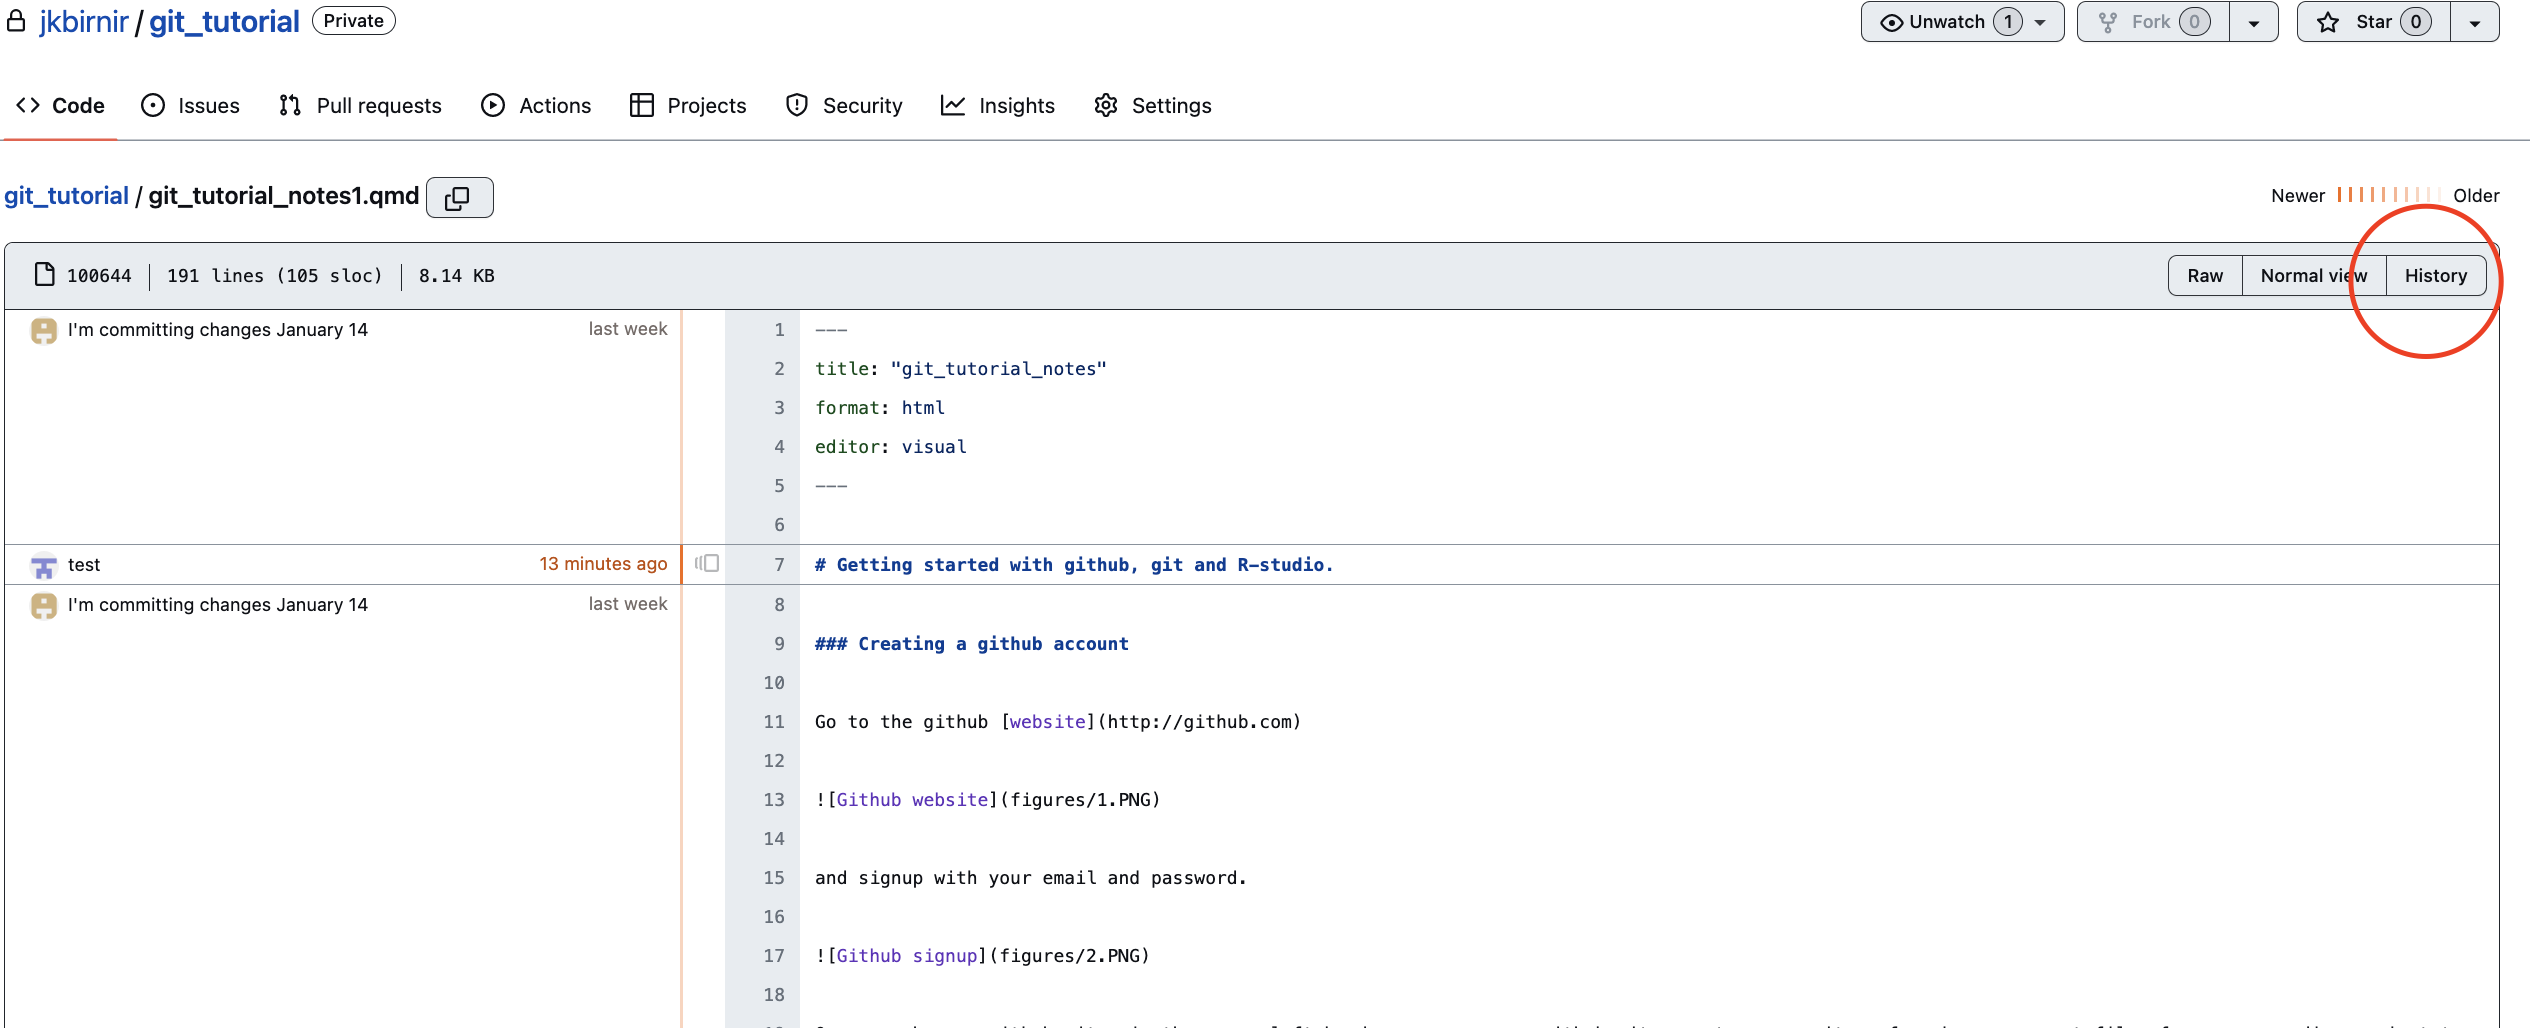 jkbirnir / git_tutorial Private Unwatch 1 Fork 0 Star 0
Code Issues Pull requests Actions Projects Security Insights Settings
git_tutorial / git_tutorial_notes1.qmd Newer Older
100644 191 lines (105 sloc) 8.14 KB Raw Normal view History
I'm committing changes January 14 last week 1 ---
2 title: "git_tutorial_notes"
3 format: html
4 editor: visual
5 ---
6
test 13 minutes ago 7 # Getting started with github, git and R-studio.
I'm committing changes January 14 last week 8
9 ### Creating a github account
10
11 Go to the github [website](http://github.com)
12
13 ![Github website](figures/1.PNG)
14
15 and signup with your email and password.
16
17 ![Github signup](figures/2.PNG)
18